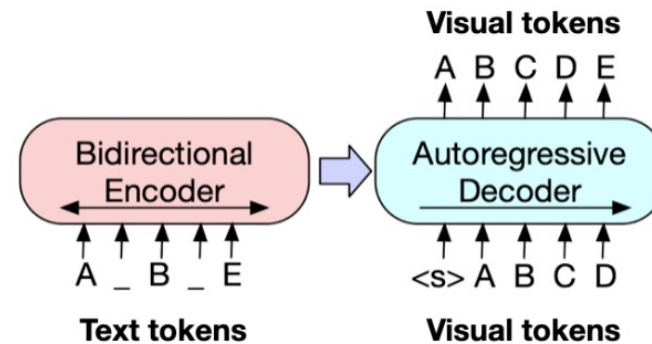 Visual tokens
A B C D E
Bidirectional
Encoder
Autoregressive
Decoder
A _ B _ E
<s> A B C D
Text tokens
Visual tokens